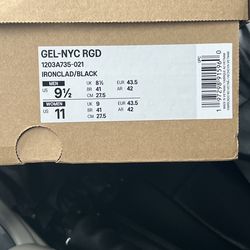 GEL-NYC RGD
1203A735-021
IRONCLAD/BLACK
MEN
US 9½
UK 8½ EUR 43.5
BR 41 AR 42
CM 27.5
WOMEN
US 11
UK 9 EUR 43.5
BR 41 AR 42
CM 27.5
UPC